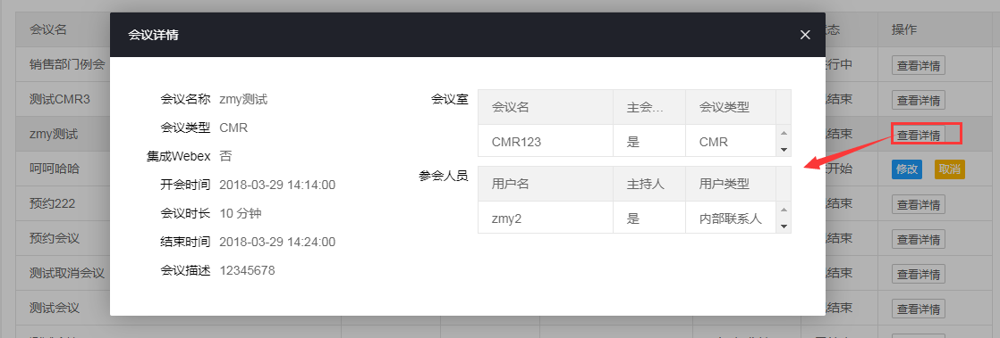 会议名
态
操作
会议详情
销售部门例会
行中
查看详情
测试CMR3
结束
查看详情
zmy测试
结束
查看详情
呵呵哈哈
开始
修改
取消
预约222
结束
查看详情
预约会议
结束
查看详情
测试取消会议
结束
查看详情
测试会议
结束
查看详情
会议名称 zmy测试
会议类型 CMR
集成Webex 否
开会时间 2018-03-29 14:14:00
会议时长 10 分钟
结束时间 2018-03-29 14:24:00
会议描述 12345678
会议室
会议名 主会... 会议类型
CMR123 是 CMR
参会人员
用户名 主持人 用户类型
zmy2 是 内部联系人